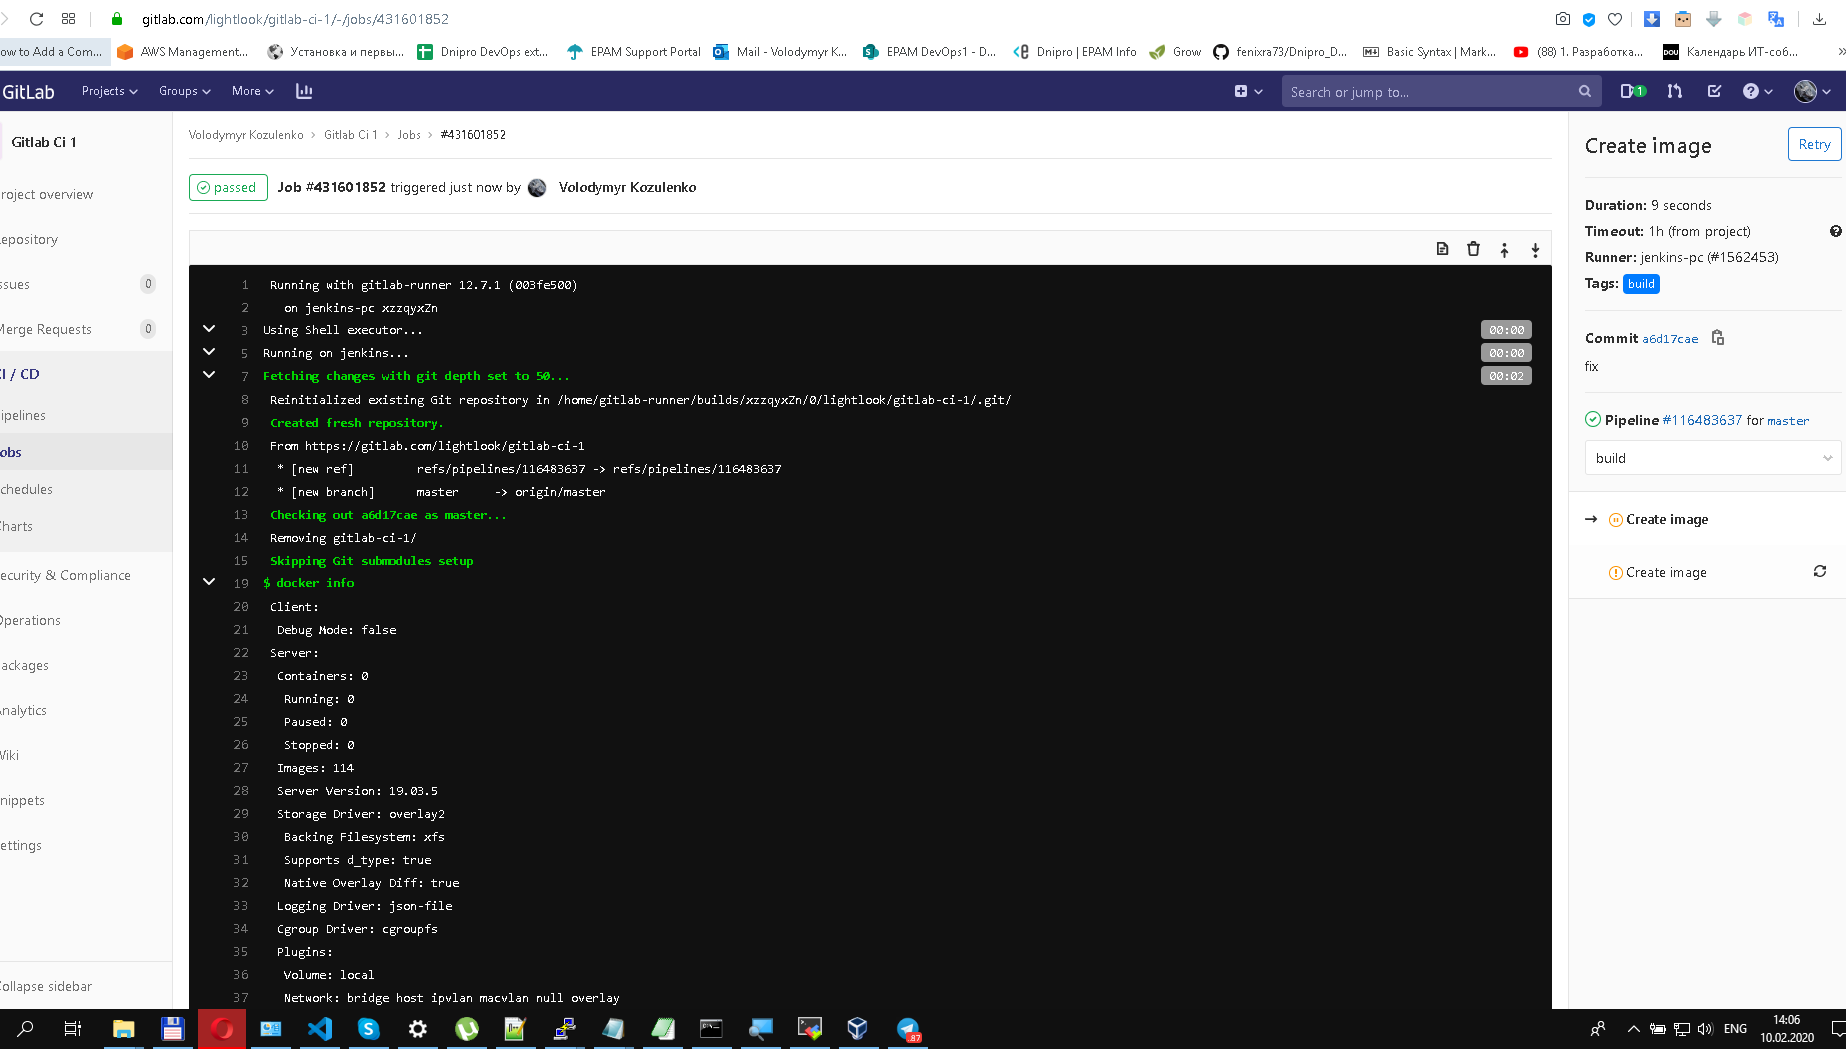 gitlab.com/lightlook/gitlab-ci-1/-/jobs/431601852
ow to Add a Com... AWS Management... Установка и первы... Dnipro DevOps ext... EPAM Support Portal Mail - Volodymyr K... EPAM DevOps1 - D... Dnipro | EPAM Info Grow fenixra73/Dnipro_D... Basic Syntax | Mark... (88) 1. Разработка... DOU Календарь ИТ-соб... »
GitLab Projects Groups More Search or jump to... 1
Gitlab Ci 1
roject overview
epository
ssues 0
Merge Requests 0
CI / CD
ipelines
obs
chedules
Charts
ecurity & Compliance
Operations
ackages
Analytics
Wiki
nippets
ettings
Collapse sidebar
Volodymyr Kozulenko > Gitlab Ci 1 > Jobs > #431601852
passed Job #431601852 triggered just now by Volodymyr Kozulenko
1 Running with gitlab-runner 12.7.1 (003fe500)
2 on jenkins-pc xzzqyxZn
3 Using Shell executor... 00:00
5 Running on jenkins... 00:00
7 Fetching changes with git depth set to 50... 00:02
8 Reinitialized existing Git repository in /home/gitlab-runner/builds/xzzqyxZn/0/lightlook/gitlab-ci-1/.git/
9 Created fresh repository.
10 From https://gitlab.com/lightlook/gitlab-ci-1
11 * [new ref] refs/pipelines/116483637 -> refs/pipelines/116483637
12 * [new branch] master -> origin/master
13 Checking out a6d17cae as master...
14 Removing gitlab-ci-1/
15 Skipping Git submodules setup
19 $ docker info
20 Client:
21 Debug Mode: false
22 Server:
23 Containers: 0
24 Running: 0
25 Paused: 0
26 Stopped: 0
27 Images: 114
28 Server Version: 19.03.5
29 Storage Driver: overlay2
30 Backing Filesystem: xfs
31 Supports d_type: true
32 Native Overlay Diff: true
33 Logging Driver: json-file
34 Cgroup Driver: cgroupfs
35 Plugins:
36 Volume: local
37 Network: bridge host ipvlan macvlan null overlay
Create image Retry
Duration: 9 seconds
Timeout: 1h (from project)
Runner: jenkins-pc (#1562453)
Tags: build
Commit a6d17cae
fix
Pipeline #116483637 for master
build
→ Create image
Create image
87
ENG
14:06
10.02.2020